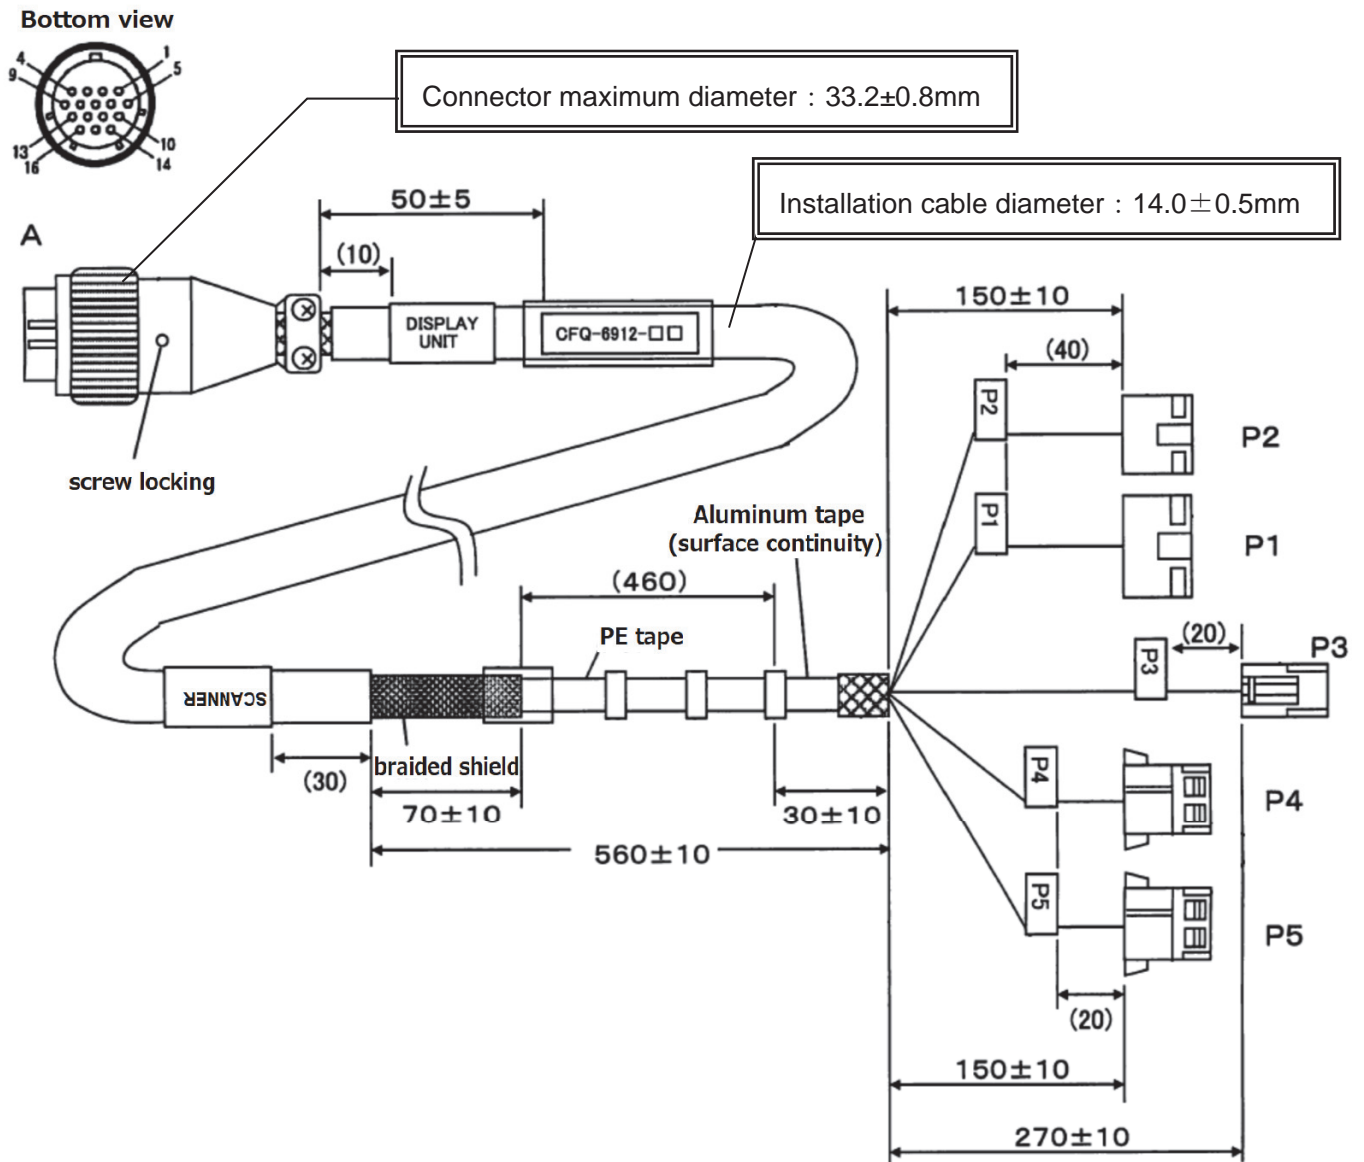 Bottom view
4
1
9
5
13
10
16
14
Connector maximum diameter : 33.2±0.8mm
Installation cable diameter : 14.0±0.5mm
A
50±5
(10)
DISPLAY
UNIT
CFQ-6912-□□
150±10
(40)
P2
P2
screw locking
P1
P1
Aluminum tape
(surface continuity)
(460)
PE tape
(20)
P3
P3
SCANNER
(30)
braided shield
70±10
30±10
560±10
P4
P4
P5
P5
(20)
150±10
270±10